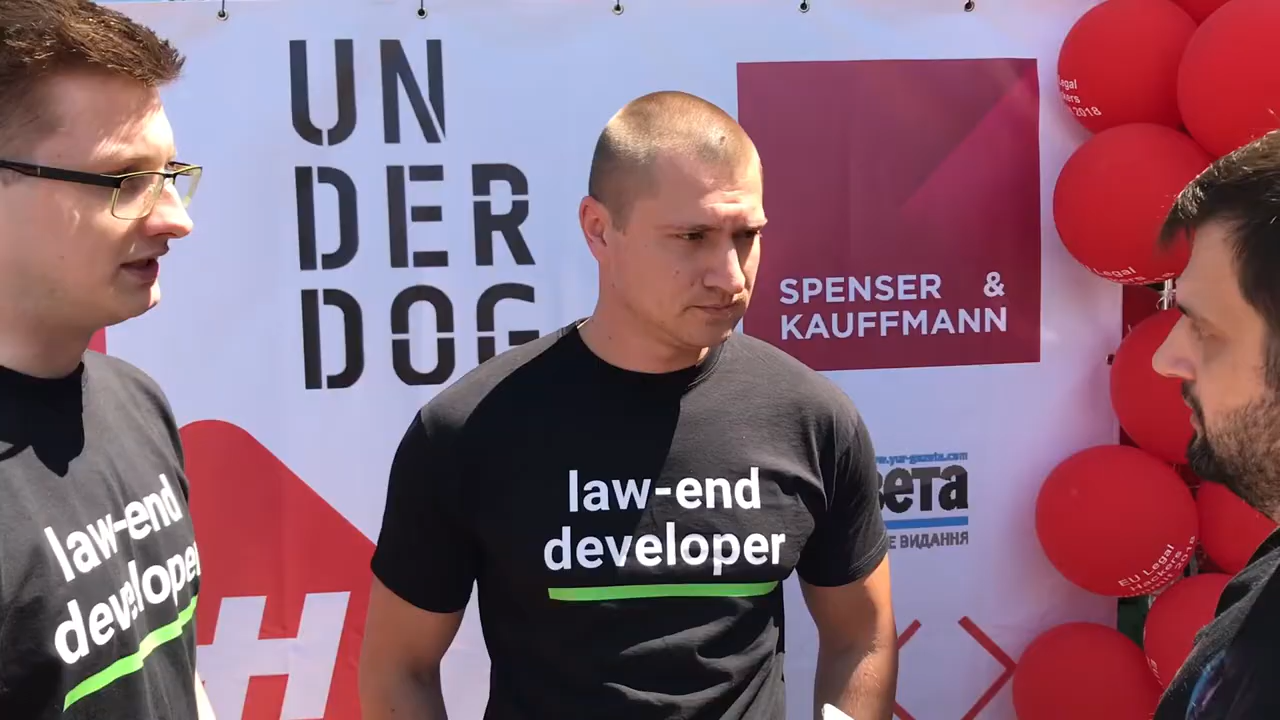 UN
DER
DOG
SPENSER &
KAUFFMANN
www.yur-gazeta.com
ВИДАННЯ
law-end
developer
law-end
developer
2018
Legal
EU Legal
Hackers
H